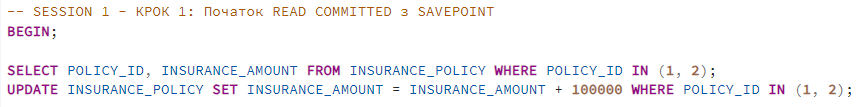 -- SESSION 1 - КРОК 1: Початок READ COMMITTED з SAVEPOINT
BEGIN;
SELECT POLICY_ID, INSURANCE_AMOUNT FROM INSURANCE_POLICY WHERE POLICY_ID IN (1, 2);
UPDATE INSURANCE_POLICY SET INSURANCE_AMOUNT = INSURANCE_AMOUNT + 100000 WHERE POLICY_ID IN (1, 2);